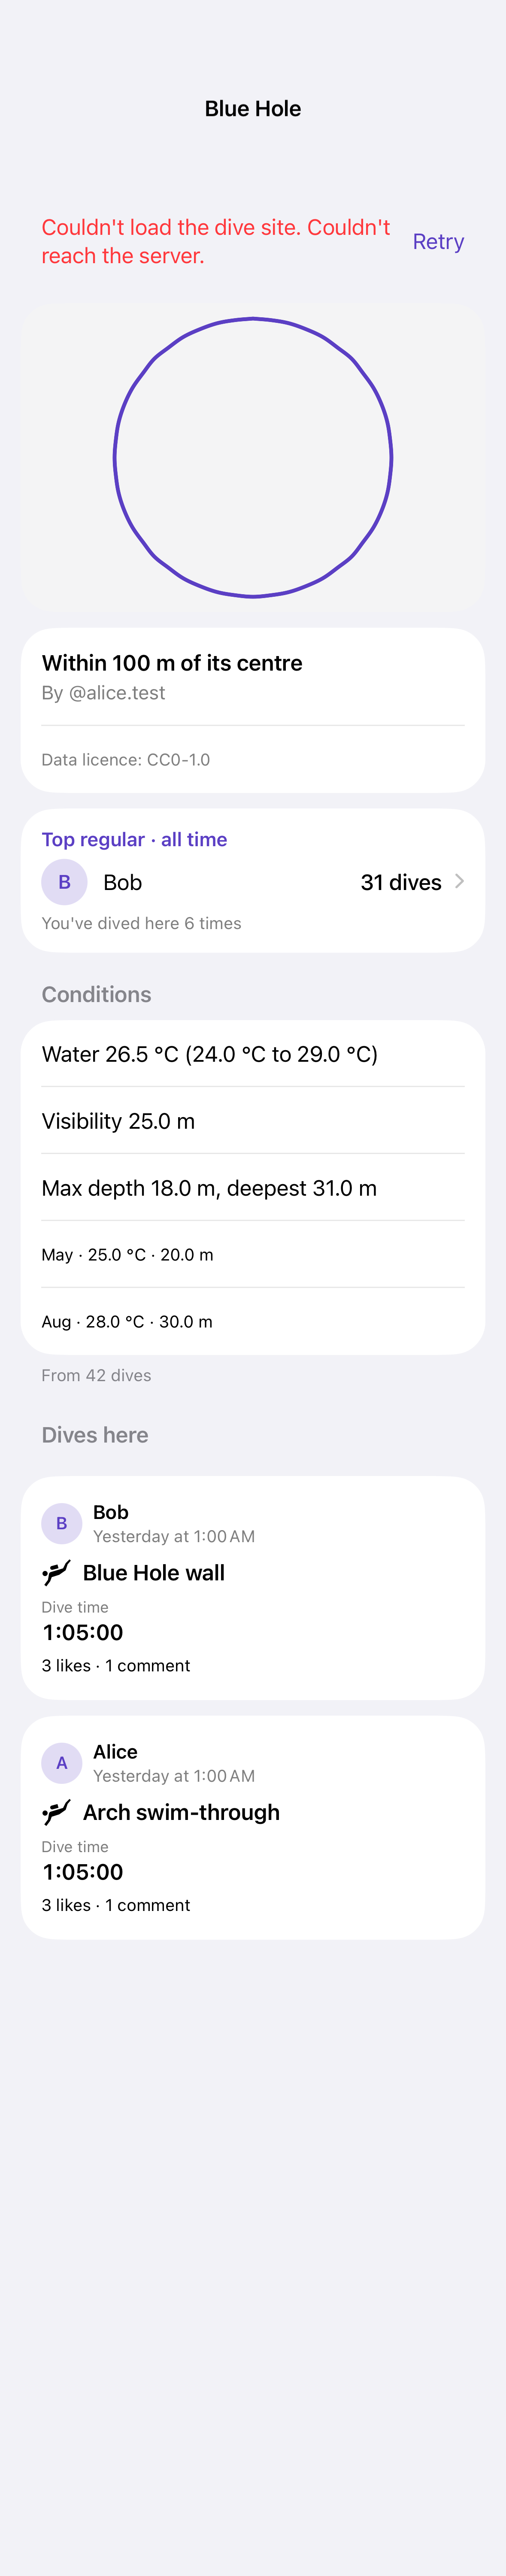 Blue Hole
Couldn't load the dive site. Couldn't
reach the server.
Retry
Within 100 m of its centre
By @alice.test
Data licence: CC0-1.0
Top regular · all time
B
Bob
31 dives
You've dived here 6 times
Conditions
Water 26.5 °C (24.0 °C to 29.0 °C)
Visibility 25.0 m
Max depth 18.0 m, deepest 31.0 m
May · 25.0 °C · 20.0 m
Aug · 28.0 °C · 30.0 m
From 42 dives
Dives here
B
Bob
Yesterday at 1:00 AM
Blue Hole wall
Dive time
1:05:00
3 likes · 1 comment
A
Alice
Yesterday at 1:00 AM
Arch swim-through
Dive time
1:05:00
3 likes · 1 comment